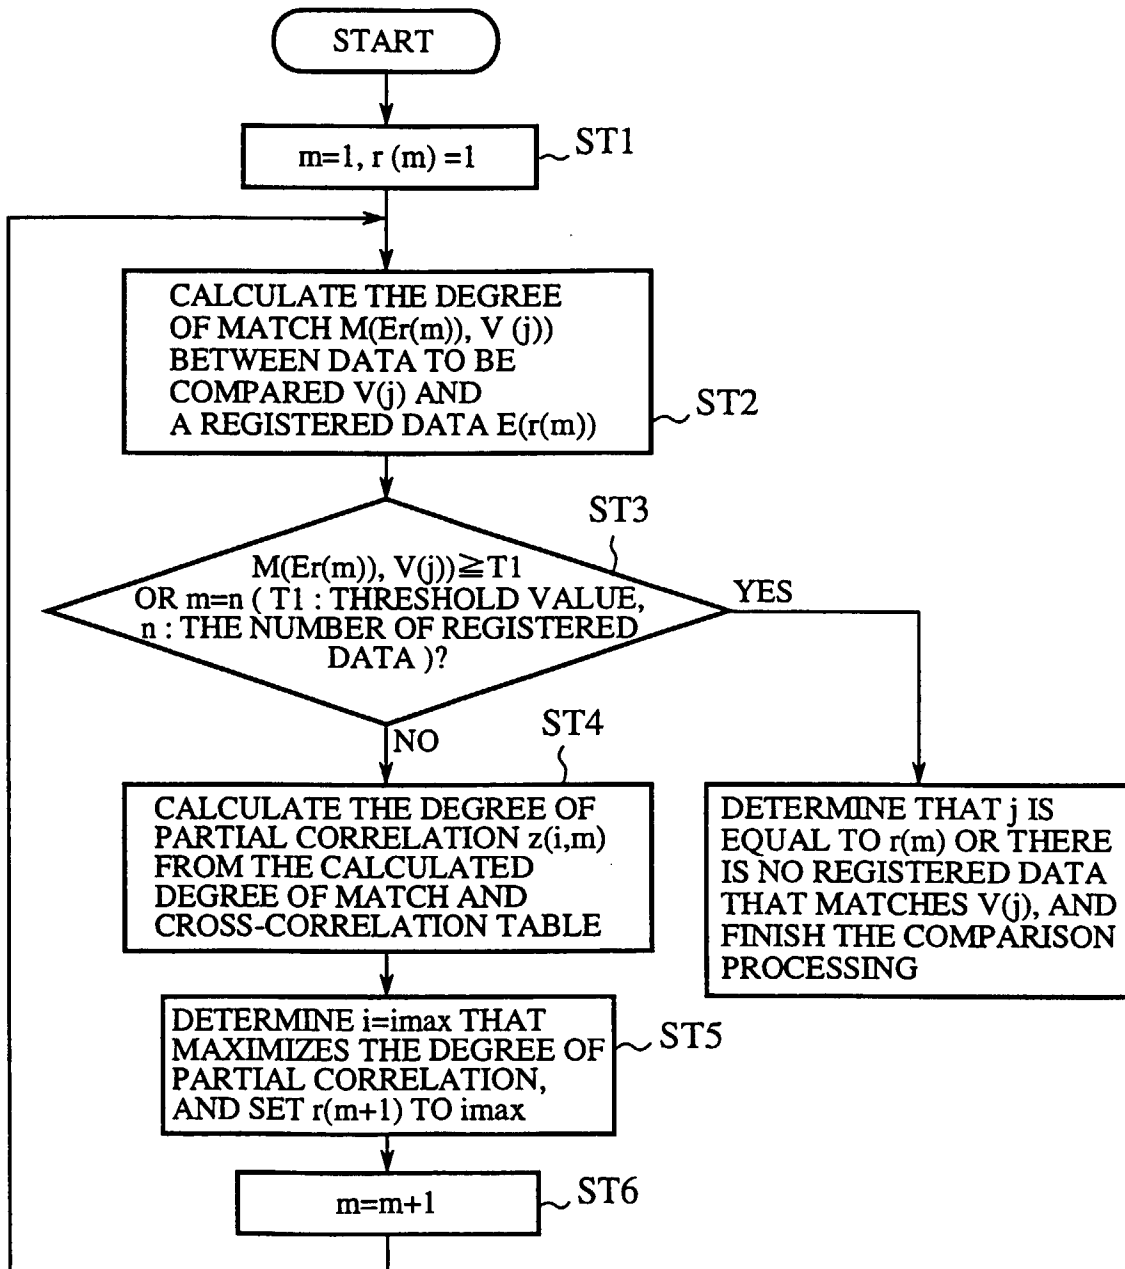 START
m=1, r (m) =1
ST1
CALCULATE THE DEGREE
OF MATCH M(Er(m)), V (j))
BETWEEN DATA TO BE
COMPARED V(j) AND
A REGISTERED DATA E(r(m))
ST2
ST3
M(Er(m)), V(j))≧T1
OR m=n ( T1 : THRESHOLD VALUE,
n : THE NUMBER OF REGISTERED
DATA )?
YES
NO
ST4
CALCULATE THE DEGREE OF
PARTIAL CORRELATION z(i,m)
FROM THE CALCULATED
DEGREE OF MATCH AND
CROSS-CORRELATION TABLE
DETERMINE THAT j IS
EQUAL TO r(m) OR THERE
IS NO REGISTERED DATA
THAT MATCHES V(j), AND
FINISH THE COMPARISON
PROCESSING
DETERMINE i=imax THAT
MAXIMIZES THE DEGREE OF
PARTIAL CORRELATION,
AND SET r(m+1) TO imax
ST5
m=m+1
ST6